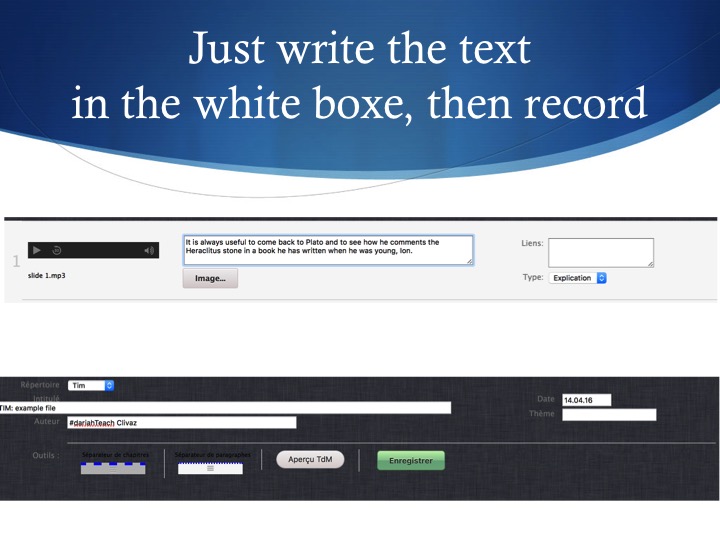 Just write the text
in the white boxe, then record
It is always useful to come back to Plato and to see how he comments the
Heraclitus stone in a book he has written when he was young, Ion.
Liens:
1
slide 1.mp3
Image...
Type: Explication
Répertoire Tim
Intitulé
TIM: example file
Date 14.04.16
Thème
Auteur #dariahTeach Clivaz
Outils :
Séparateur de chapitres
Séparateur de paragraphes
Aperçu TdM
Enregistrer